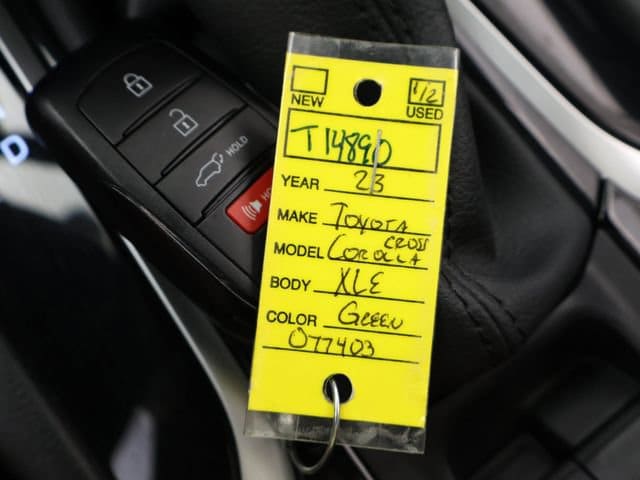 1/2
NEW USED
T14890
YEAR 23
MAKE TOYOTA
CROSS
MODEL COROLLA
BODY XLE
COLOR GREEN
077403
HOLD
D